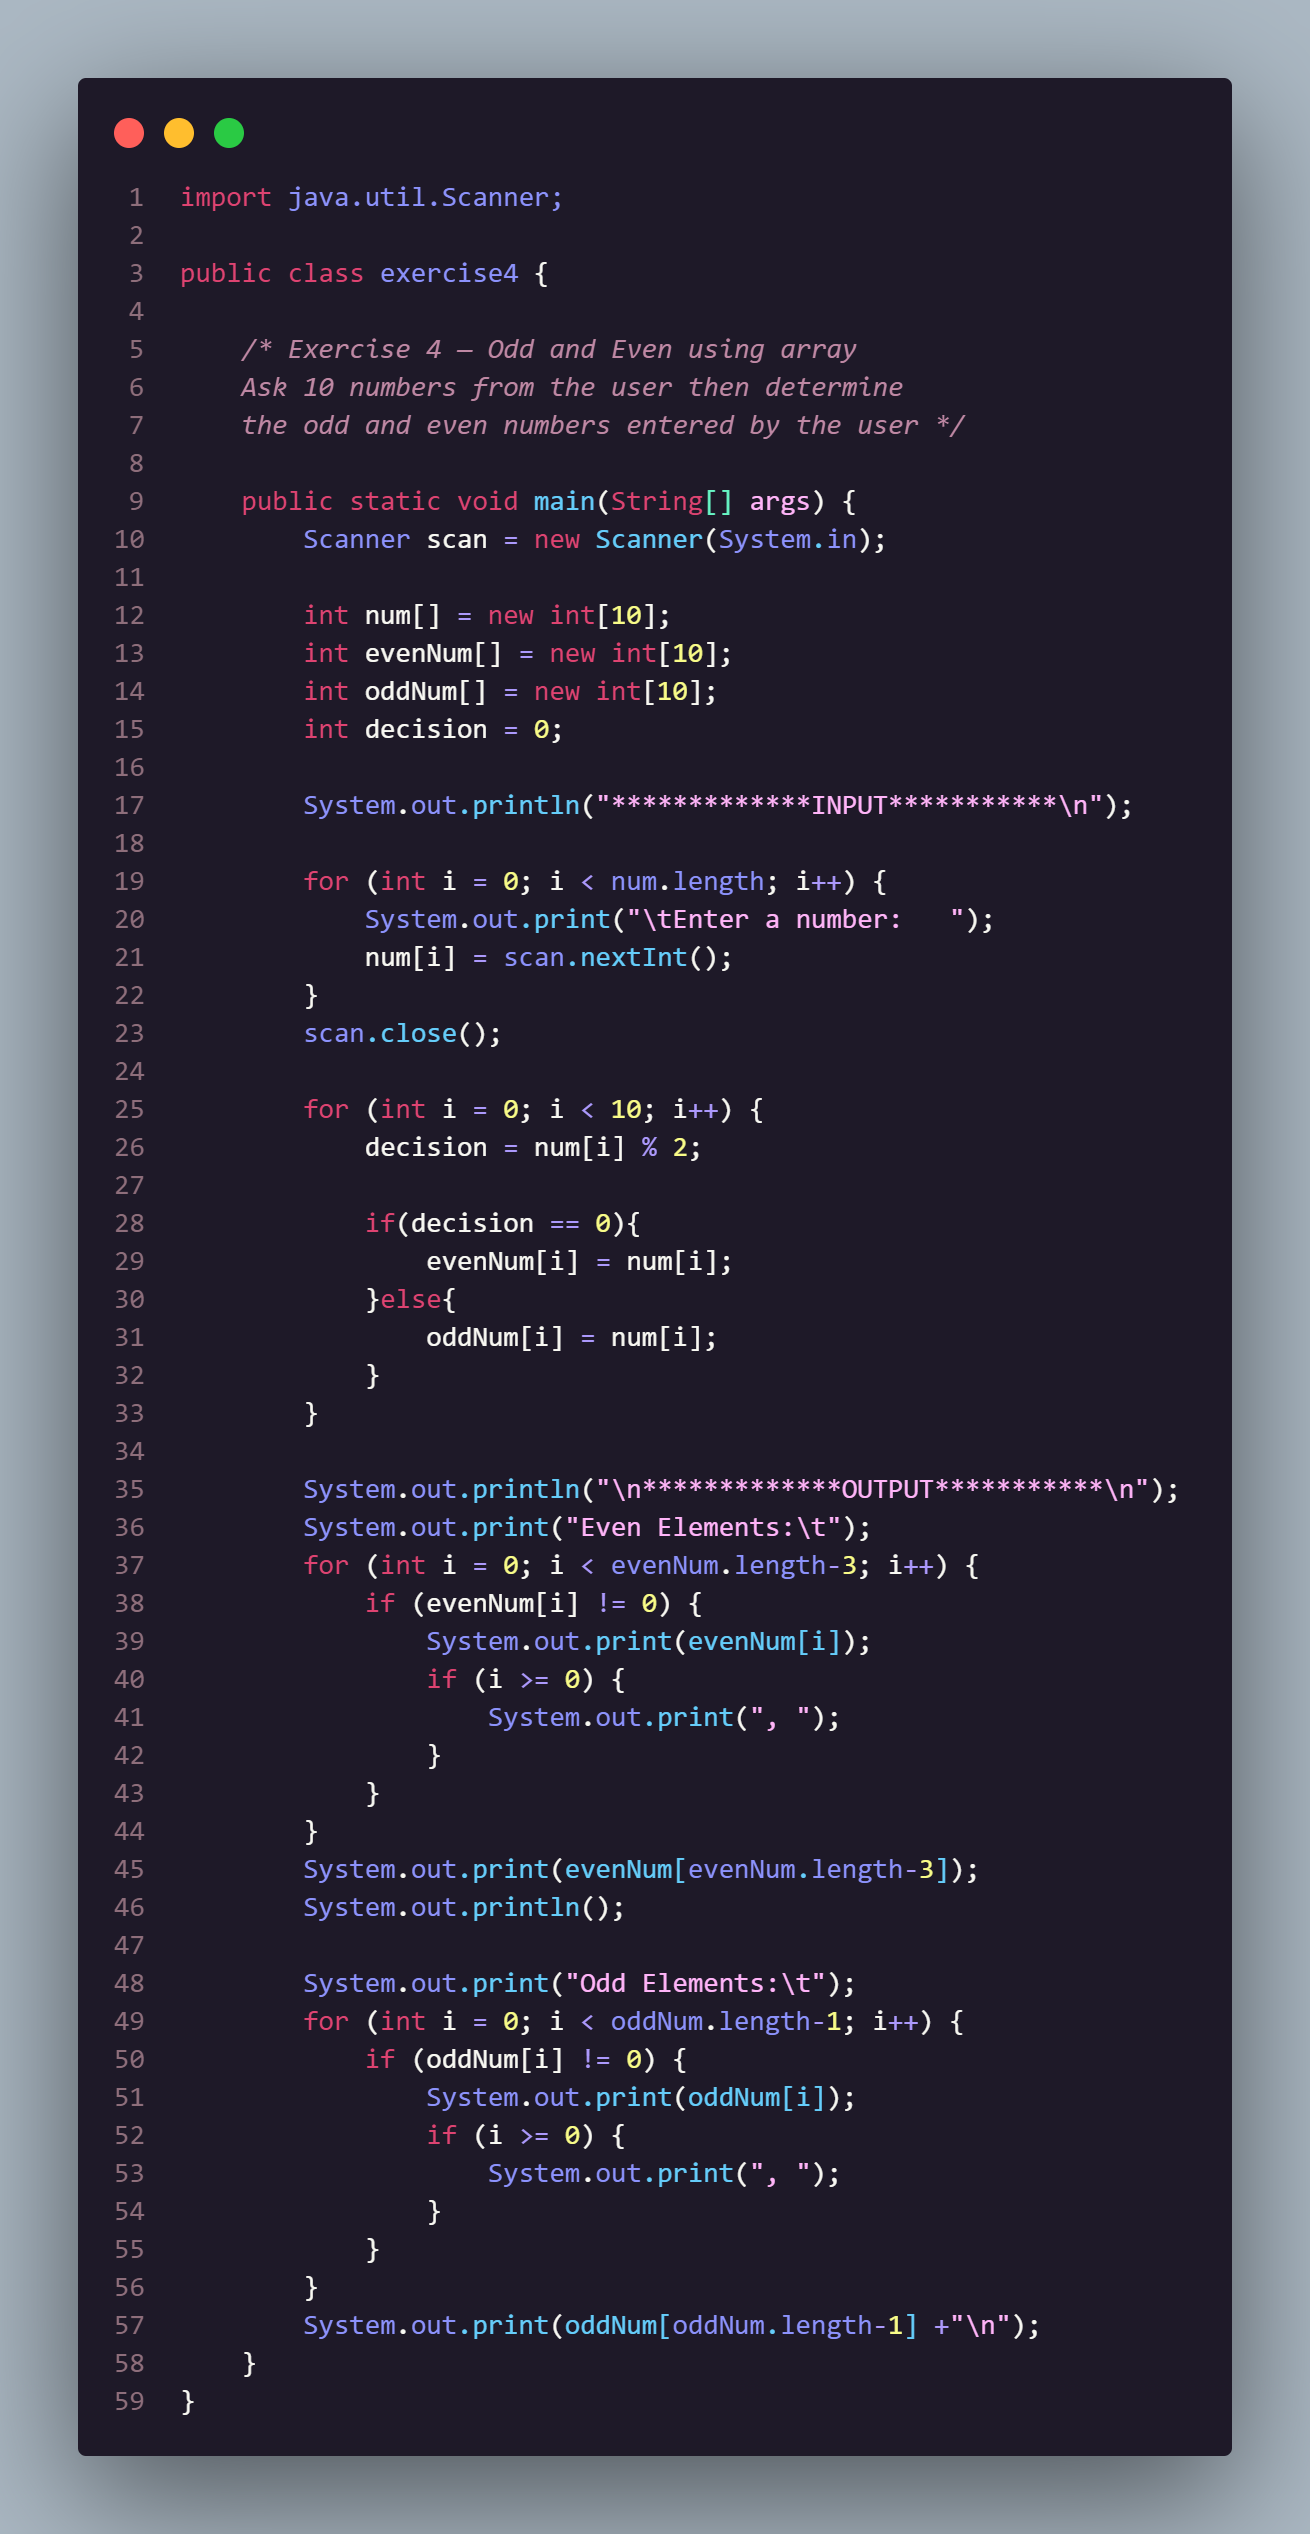 1 import java.util.Scanner;
2
3 public class exercise4 {
4
5     /* Exercise 4 – Odd and Even using array
6     Ask 10 numbers from the user then determine
7     the odd and even numbers entered by the user */
8
9     public static void main(String[] args) {
10         Scanner scan = new Scanner(System.in);
11
12         int num[] = new int[10];
13         int evenNum[] = new int[10];
14         int oddNum[] = new int[10];
15         int decision = 0;
16
17         System.out.println("*************INPUT***********\n");
18
19         for (int i = 0; i < num.length; i++) {
20             System.out.print("\tEnter a number:   ");
21             num[i] = scan.nextInt();
22         }
23         scan.close();
24
25         for (int i = 0; i < 10; i++) {
26             decision = num[i] % 2;
27
28             if(decision == 0){
29                 evenNum[i] = num[i];
30             }else{
31                 oddNum[i] = num[i];
32             }
33         }
34
35         System.out.println("\n*************OUTPUT***********\n");
36         System.out.print("Even Elements:\t");
37         for (int i = 0; i < evenNum.length-3; i++) {
38             if (evenNum[i] != 0) {
39                 System.out.print(evenNum[i]);
40                 if (i >= 0) {
41                     System.out.print(", ");
42                 }
43             }
44         }
45         System.out.print(evenNum[evenNum.length-3]);
46         System.out.println();
47
48         System.out.print("Odd Elements:\t");
49         for (int i = 0; i < oddNum.length-1; i++) {
50             if (oddNum[i] != 0) {
51                 System.out.print(oddNum[i]);
52                 if (i >= 0) {
53                     System.out.print(", ");
54                 }
55             }
56         }
57         System.out.print(oddNum[oddNum.length-1] +"\n");
58     }
59 }